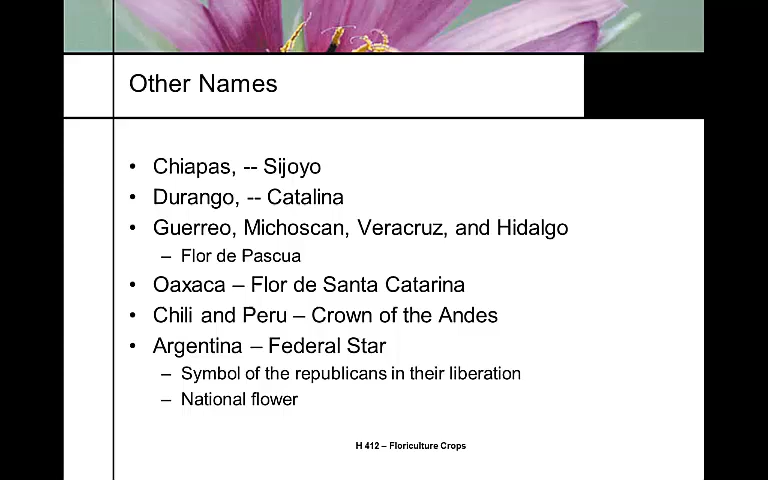 Other Names
• Chiapas, -- Sijoyo
• Durango, -- Catalina
• Guerreo, Michoscan, Veracruz, and Hidalgo
– Flor de Pascua
• Oaxaca – Flor de Santa Catarina
• Chili and Peru – Crown of the Andes
• Argentina – Federal Star
– Symbol of the republicans in their liberation
– National flower
H 412 – Floriculture Crops